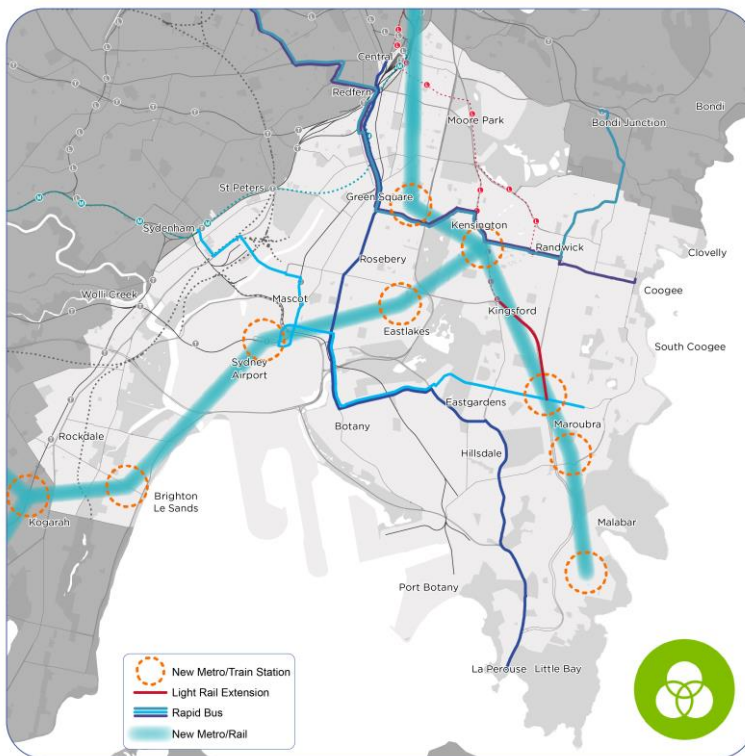 Central
Redfern
Bondi
Moore Park
Bondi Junction
St Peters
Green Square
Sydenham
Kensington
Randwick
Clovelly
Rosebery
Wolli Creek
Mascot
Coogee
Kingsford
Eastlakes
South Coogee
Sydney
Airport
Eastgardens
Botany
Maroubra
Rockdale
Hillsdale
Brighton
Le Sands
Kogarah
Malabar
Port Botany
La Perouse
Little Bay
New Metro/Train Station
Light Rail Extension
Rapid Bus
New Metro/Rail